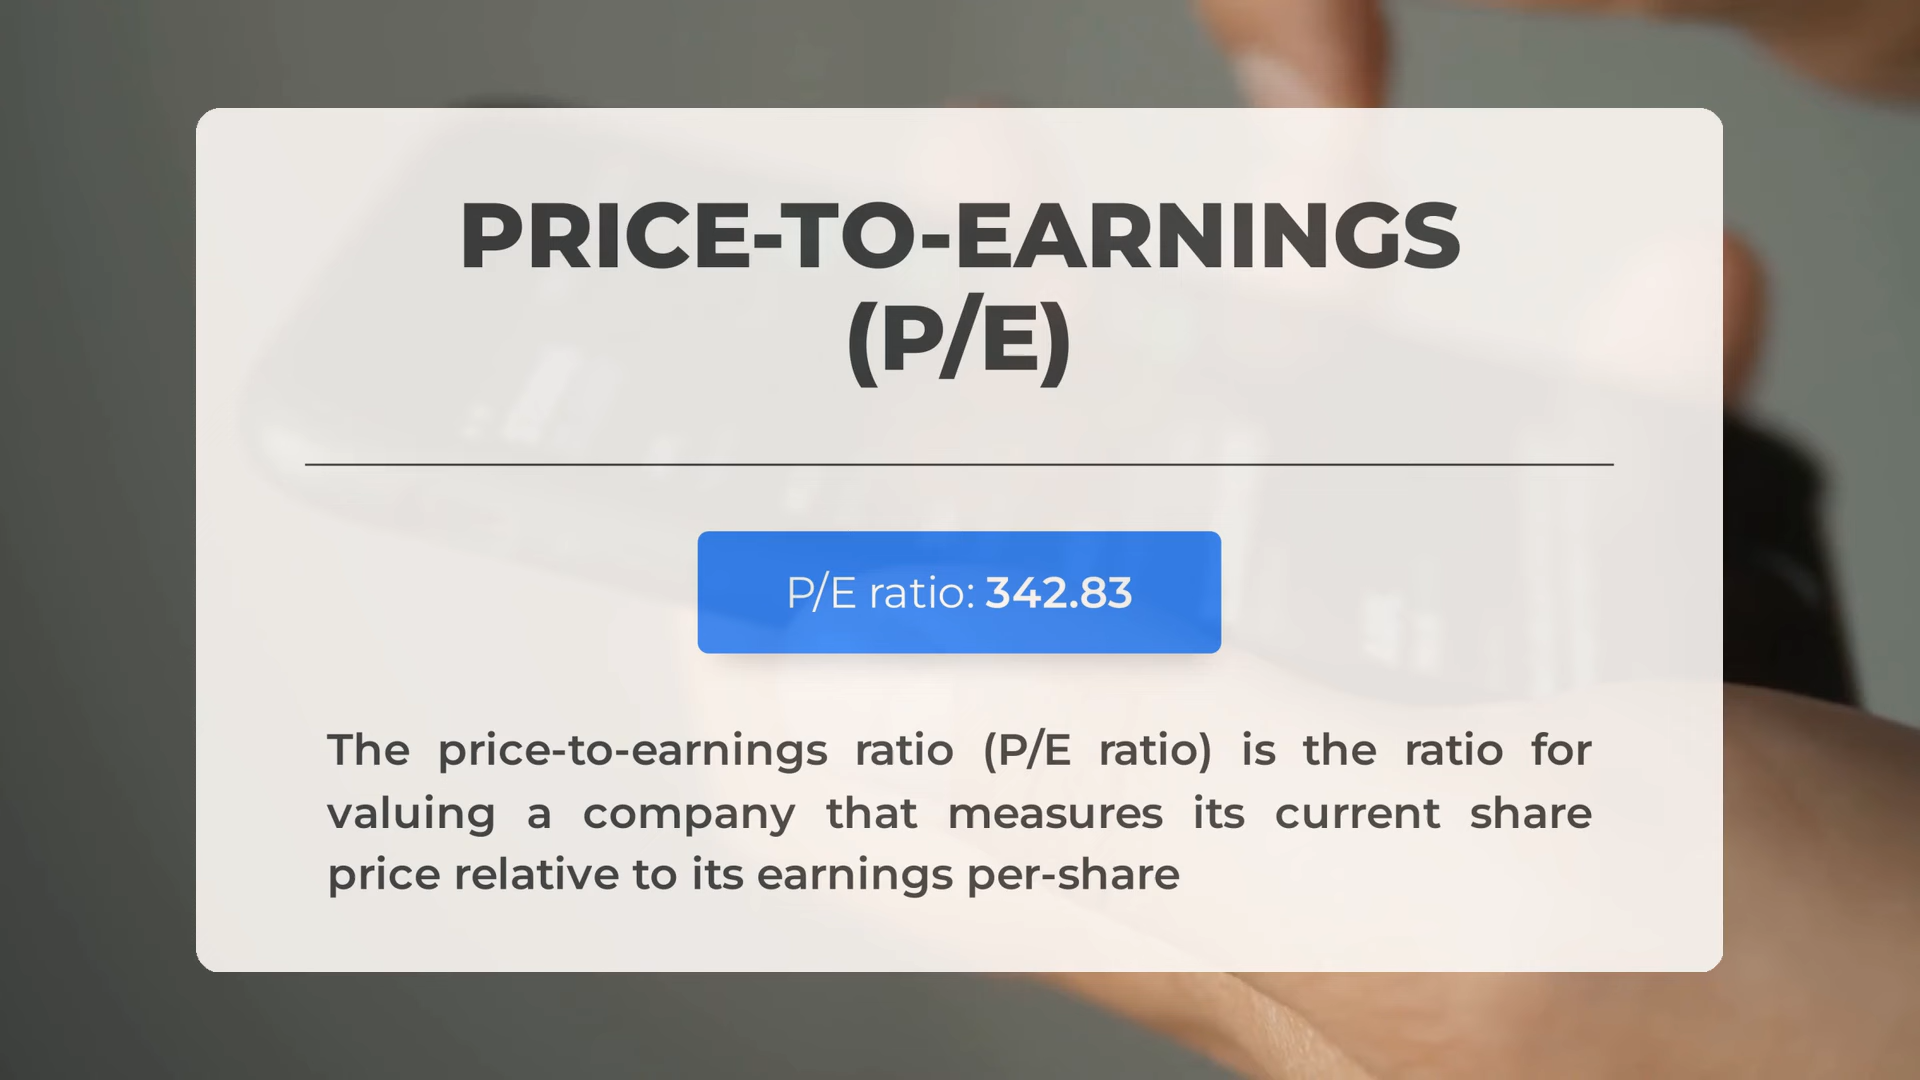 PRICE-TO-EARNINGS
(P/E)
P/E ratio: 342.83
The price-to-earnings ratio (P/E ratio) is the ratio for
valuing a company that measures its current share
price relative to its earnings per-share